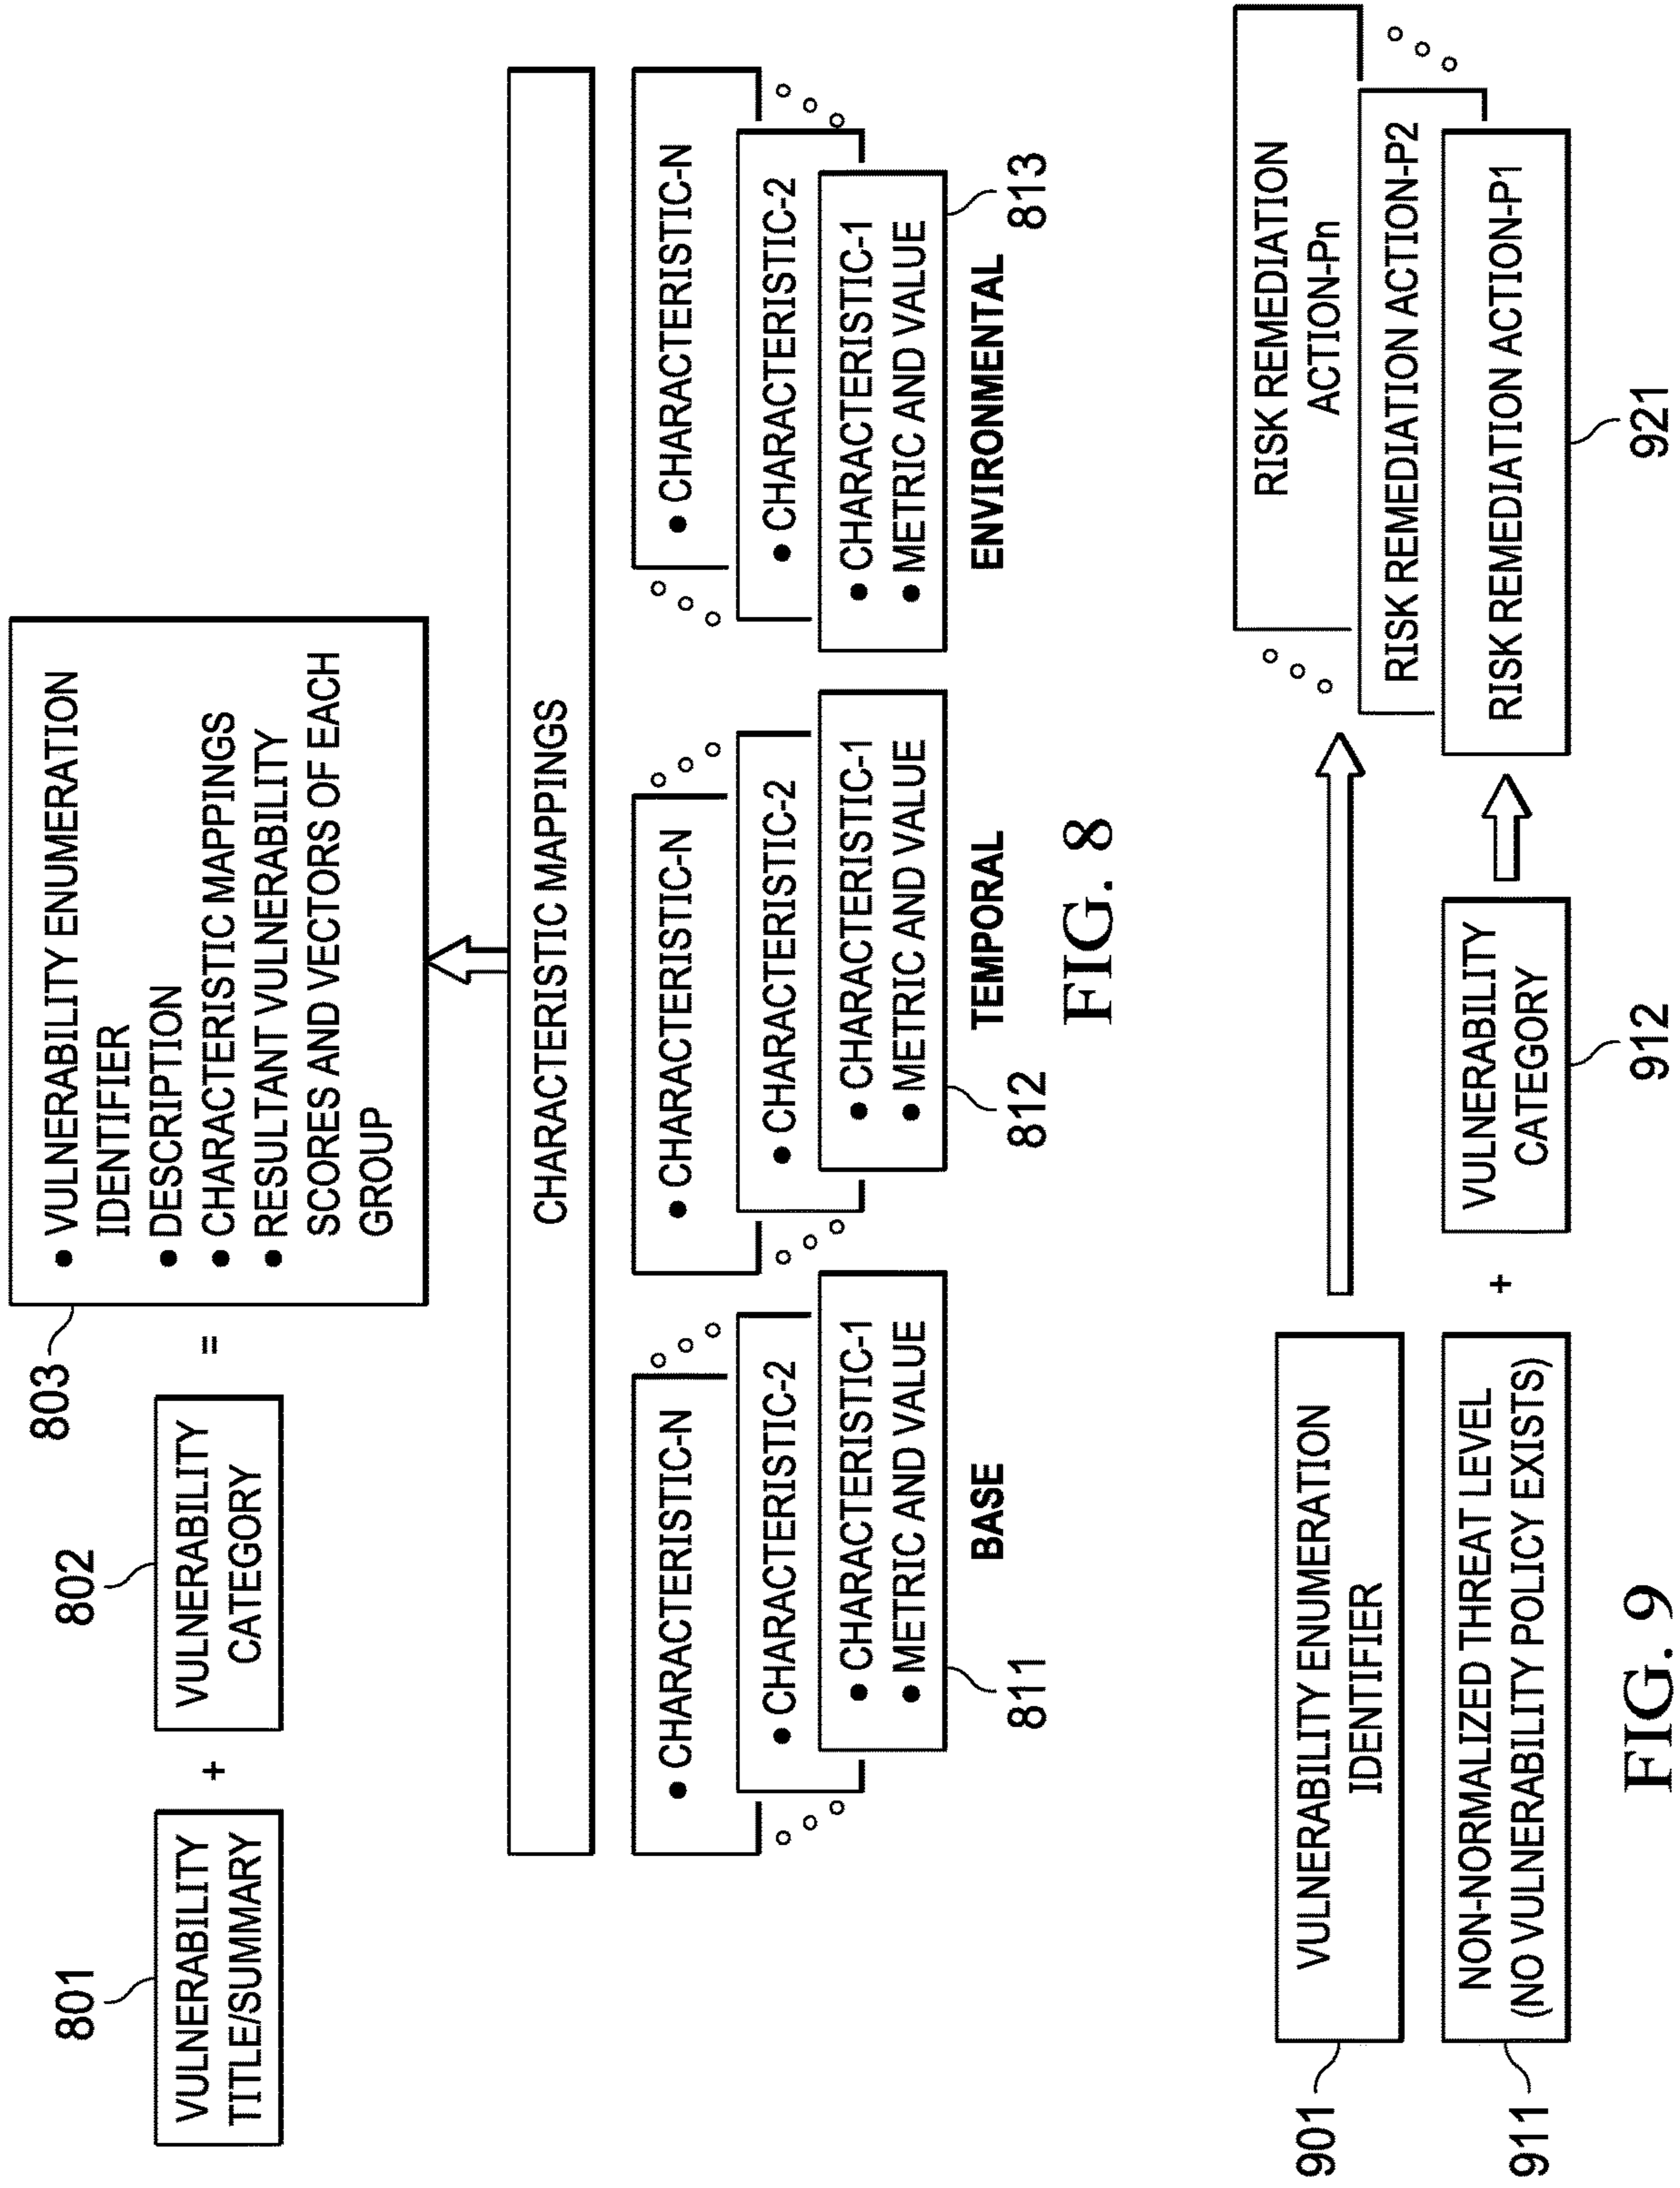 801
VULNERABILITY
TITLE/SUMMARY
+
802
VULNERABILITY
CATEGORY
=
803
• VULNERABILITY ENUMERATION
IDENTIFIER
• DESCRIPTION
• CHARACTERISTIC MAPPINGS
• RESULTANT VULNERABILITY
SCORES AND VECTORS OF EACH
GROUP
CHARACTERISTIC MAPPINGS
• CHARACTERISTIC-N
• CHARACTERISTIC-2
• CHARACTERISTIC-1
• METRIC AND VALUE
811
BASE
• CHARACTERISTIC-N
• CHARACTERISTIC-2
• CHARACTERISTIC-1
• METRIC AND VALUE
812
TEMPORAL
• CHARACTERISTIC-N
• CHARACTERISTIC-2
• CHARACTERISTIC-1
• METRIC AND VALUE
813
ENVIRONMENTAL
FIG. 8
901
VULNERABILITY ENUMERATION
IDENTIFIER
911
NON-NORMALIZED THREAT LEVEL
(NO VULNERABILITY POLICY EXISTS)
+
VULNERABILITY
CATEGORY
912
RISK REMEDIATION
ACTION-Pn
RISK REMEDIATION ACTION-P2
RISK REMEDIATION ACTION-P1
921
FIG. 9